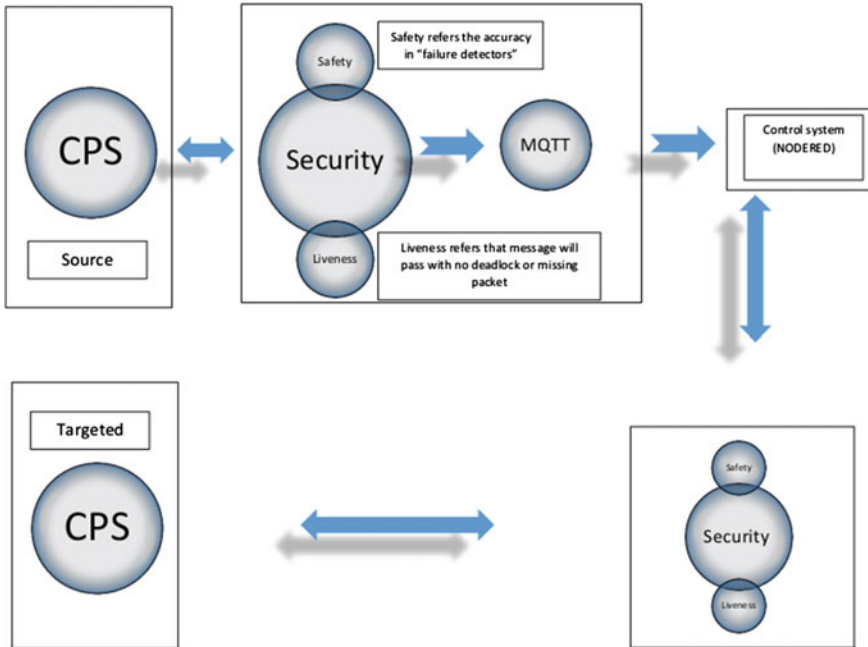 Safety
Safety refers the accuracy
in “failure detectors”
CPS
Security
MQTT
Control system
(NODERED)
Source
Liveness
Liveness refers that message will
pass with no deadlock or missing
packet
Targeted
CPS
Safety
Security
Liveness